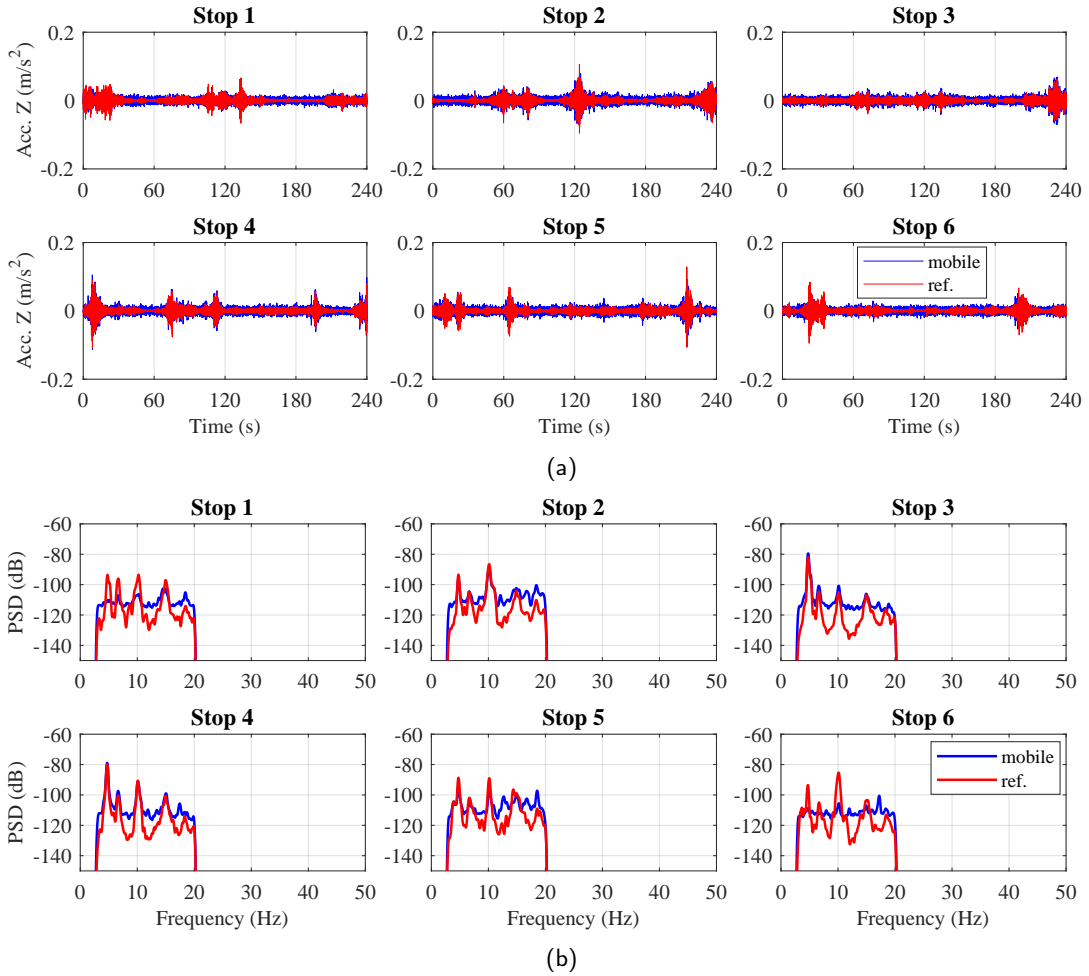 Stop 1 Stop 2 Stop 3
0.2 0.2 0.2
Acc. Z (m/s²)
0 0 0
-0.2 -0.2 -0.2
0 60 120 180 240 0 60 120 180 240 0 60 120 180 240
Stop 4 Stop 5 Stop 6
0.2 0.2 0.2
mobile
ref.
Acc. Z (m/s²)
0 0 0
-0.2 -0.2 -0.2
0 60 120 180 240 0 60 120 180 240 0 60 120 180 240
Time (s) Time (s) Time (s)
(a)
Stop 1 Stop 2 Stop 3
-60 -60 -60
-80 -80 -80
PSD (dB)
-100 -100 -100
-120 -120 -120
-140 -140 -140
0 10 20 30 40 50 0 10 20 30 40 50 0 10 20 30 40 50
Stop 4 Stop 5 Stop 6
-60 -60 -60
mobile
-80 -80 -80
ref.
PSD (dB)
-100 -100 -100
-120 -120 -120
-140 -140 -140
0 10 20 30 40 50 0 10 20 30 40 50 0 10 20 30 40 50
Frequency (Hz) Frequency (Hz) Frequency (Hz)
(b)